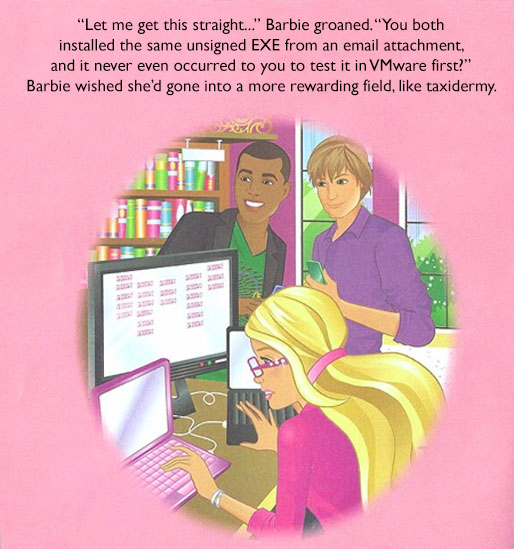 “Let me get this straight...” Barbie groaned. “You both
installed the same unsigned EXE from an email attachment,
and it never even occurred to you to test it in VMware first?”
Barbie wished she’d gone into a more rewarding field, like taxidermy.